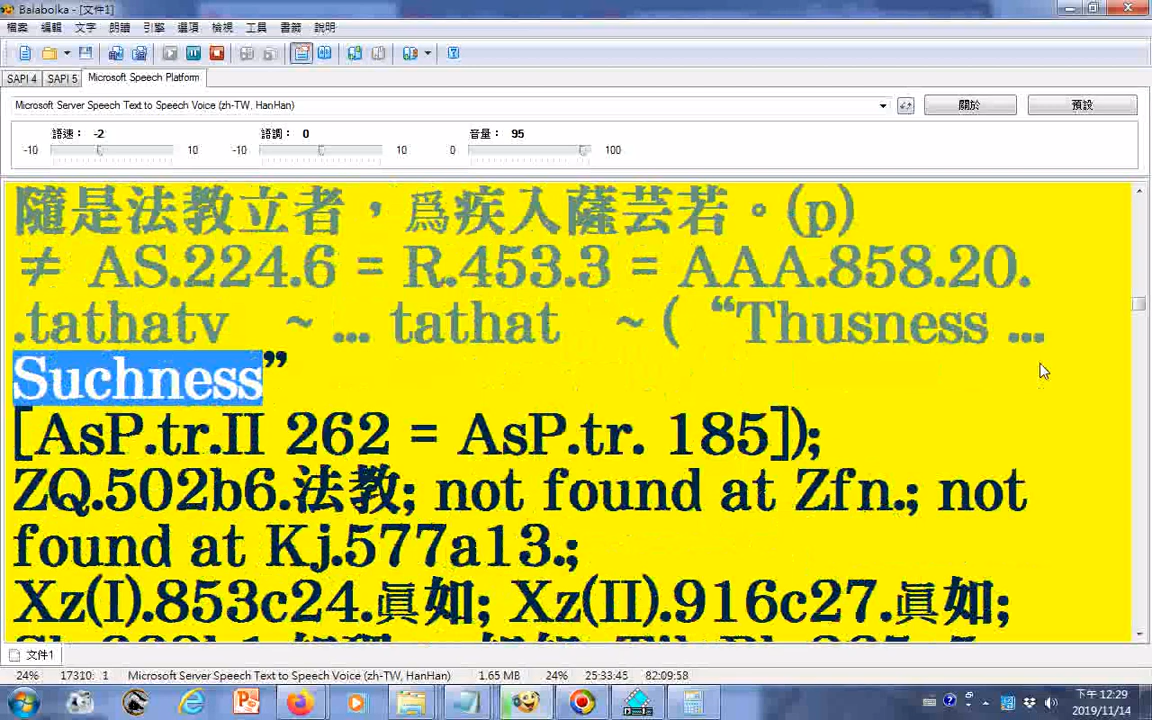 Balabolka - [文件1]
檔案 編輯 文字 朗讀 引擎 選項 檢視 工具 書籤 說明
SAPI 4 SAPI 5 Microsoft Speech Platform
Microsoft Server Speech Text to Speech Voice (zh-TW, HanHan) 關於 預設
語速： -2 語調： 0 音量： 95
-10 10 -10 10 0 100
隨是法教立者，爲疾入薩芸若。(p)
≠ AS.224.6 = R.453.3 = AAA.858.20.
.tathatv ~ ... tathat ~ ( “Thusness ...
Suchness”
[AsP.tr.II 262 = AsP.tr. 185]);
ZQ.502b6.法教; not found at Zfn.; not
found at Kj.577a13.;
Xz(I).853c24.眞如; Xz(II).916c27.眞如;
文件1
24% 17310: 1 Microsoft Server Speech Text to Speech Voice (zh-TW, HanHan) 1.65 MB 24% 25:33:45 82:09:58
下午 12:29
2019/11/14